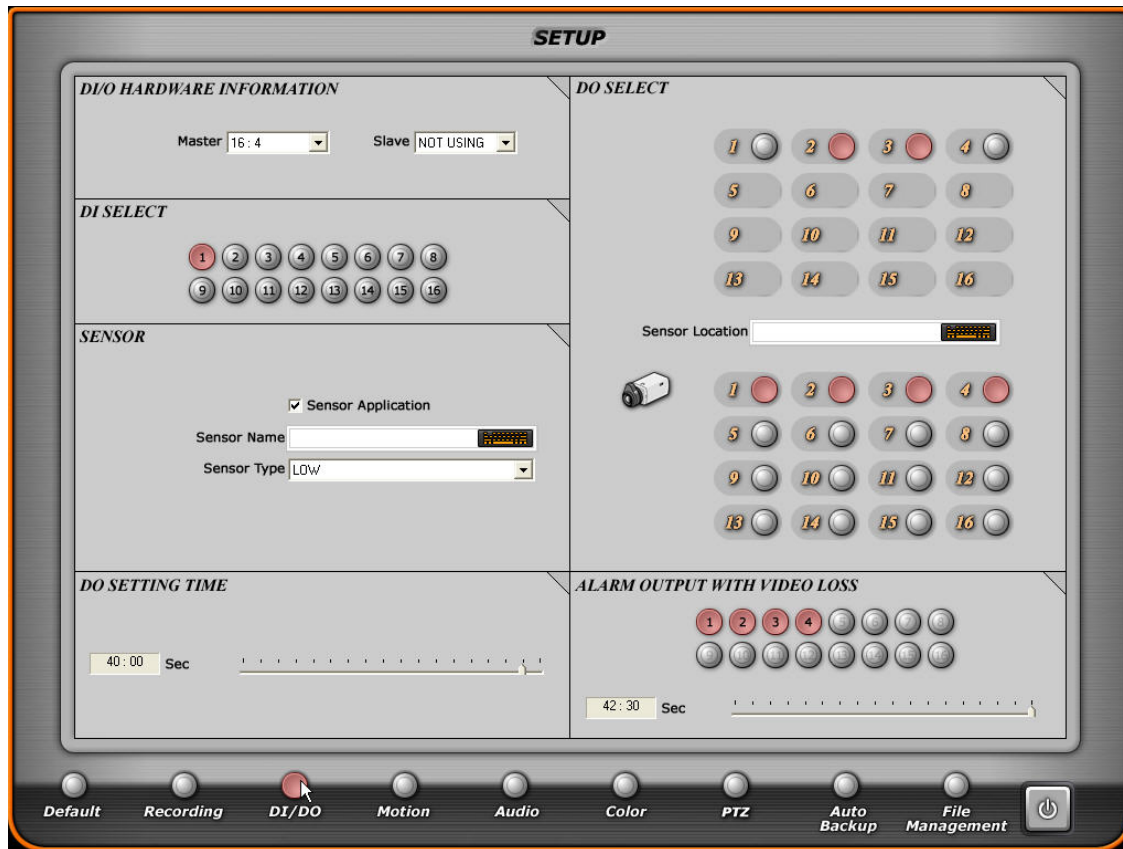 SETUP
DI/O HARDWARE INFORMATION
Master 16 : 4 Slave NOT USING
DI SELECT
1 2 3 4 5 6 7 8
9 10 11 12 13 14 15 16
SENSOR
Sensor Application
Sensor Name
Sensor Type LOW
DO SETTING TIME
40 : 00 Sec
DO SELECT
1 2 3 4
5 6 7 8
9 10 11 12
13 14 15 16
Sensor Location
1 2 3 4
5 6 7 8
9 10 11 12
13 14 15 16
ALARM OUTPUT WITH VIDEO LOSS
1 2 3 4 5 6 7 8
9 10 11 12 13 14 15 16
42 : 30 Sec
Default Recording DI/DO Motion Audio Color PTZ Auto Backup File Management